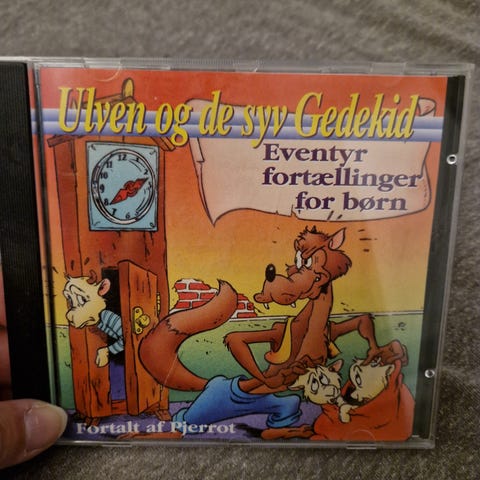 Ulven og de syv Gedekid
Eventyr
fortællinger
for børn
Fortalt af Pjerrot